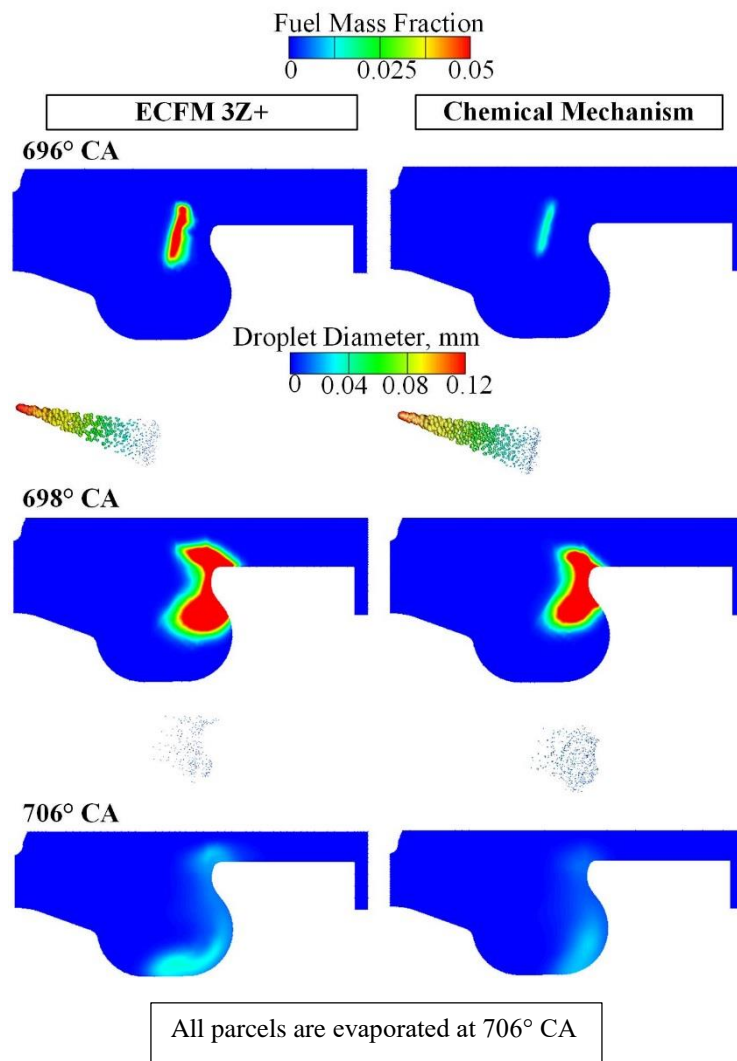 Fuel Mass Fraction
0 0.025 0.05
ECFM 3Z+ Chemical Mechanism
696° CA
Droplet Diameter, mm
0 0.04 0.08 0.12
698° CA
706° CA
All parcels are evaporated at 706° CA